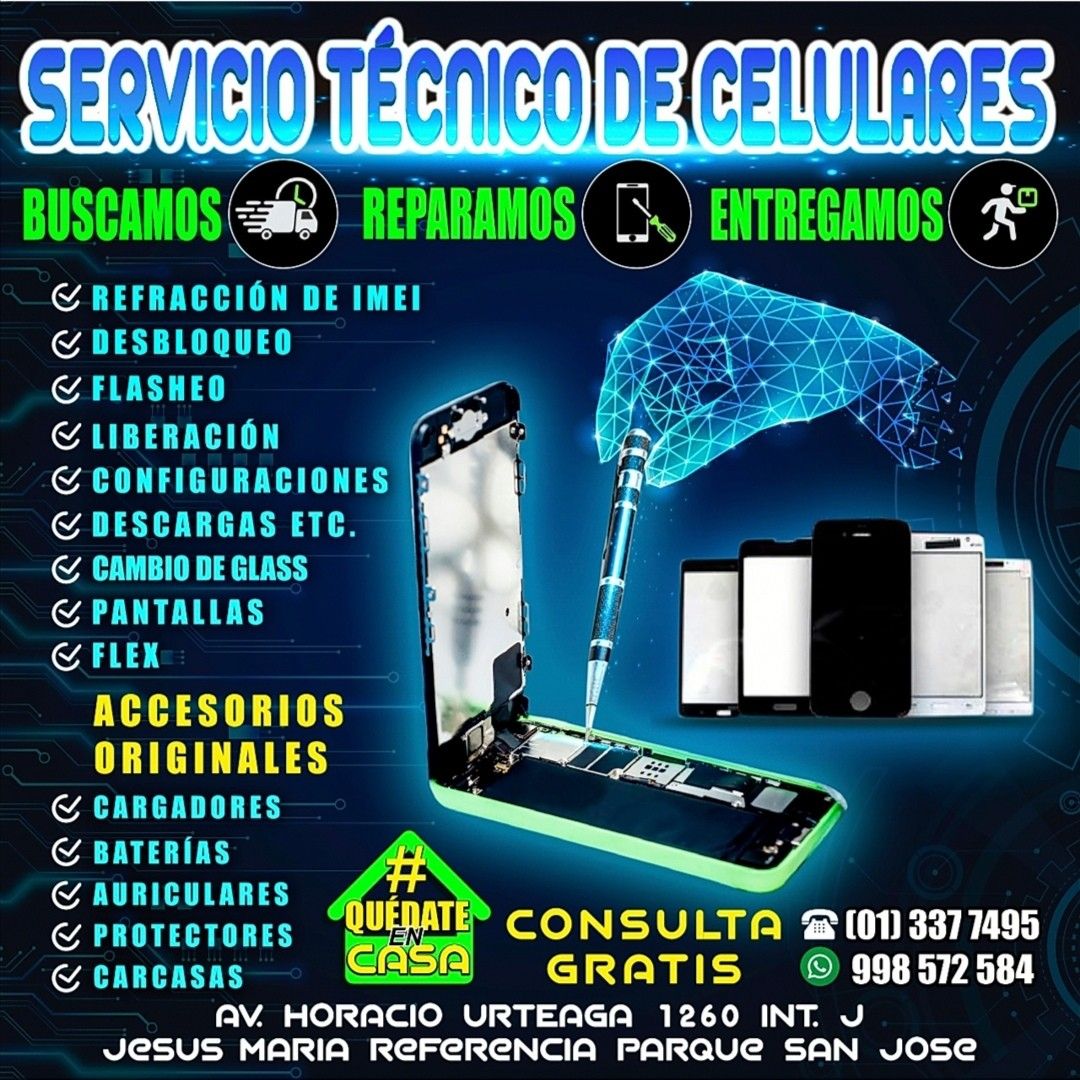 SERVICIO TÉCNICO DE CELULARES
BUSCAMOS REPARAMOS ENTREGAMOS
REFRACCIÓN DE IMEI
DESBLOQUEO
FLASHEO
LIBERACIÓN
CONFIGURACIONES
DESCARGAS ETC.
CAMBIO DE GLASS
PANTALLAS
FLEX
ACCESORIOS
ORIGINALES
CARGADORES
BATERÍAS
AURICULARES
PROTECTORES
CARCASAS
#
QUÉDATE
EN
CASA
CONSULTA
GRATIS
(01) 337 7495
998 572 584
AV. HORACIO URTEAGA 1260 INT. J
JESUS MARIA REFERENCIA PARQUE SAN JOSE